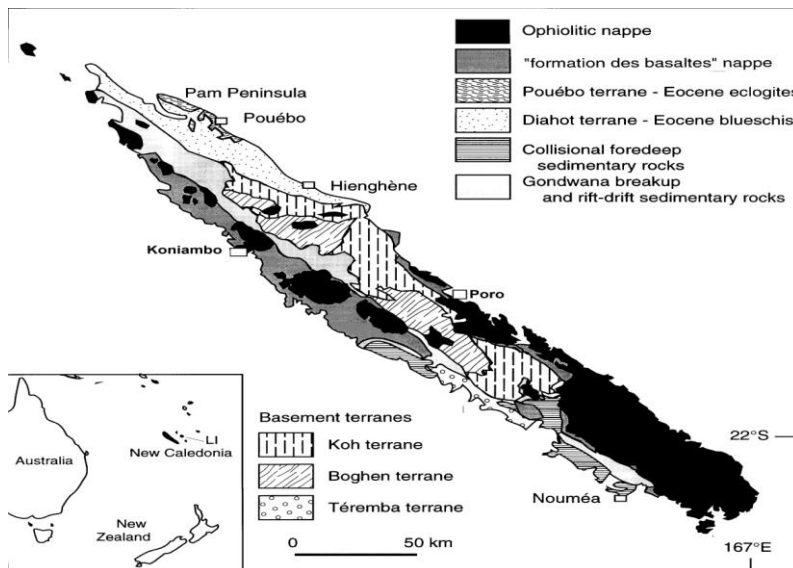 Ophiolitic nappe
"formation des basaltes" nappe
Pouébo terrane - Eocene eclogites
Diahot terrane - Eocene blueschis
Collisional foredeep
sedimentary rocks
Gondwana breakup
and rift-drift sedimentary rocks
Pam Peninsula
Pouébo
Hienghène
Koniambo
Poro
22°S
Nouméa
167°E
Basement terranes
Koh terrane
Boghen terrane
Téremba terrane
0 50 km
LI
New Caledonia
Australia
New
Zealand